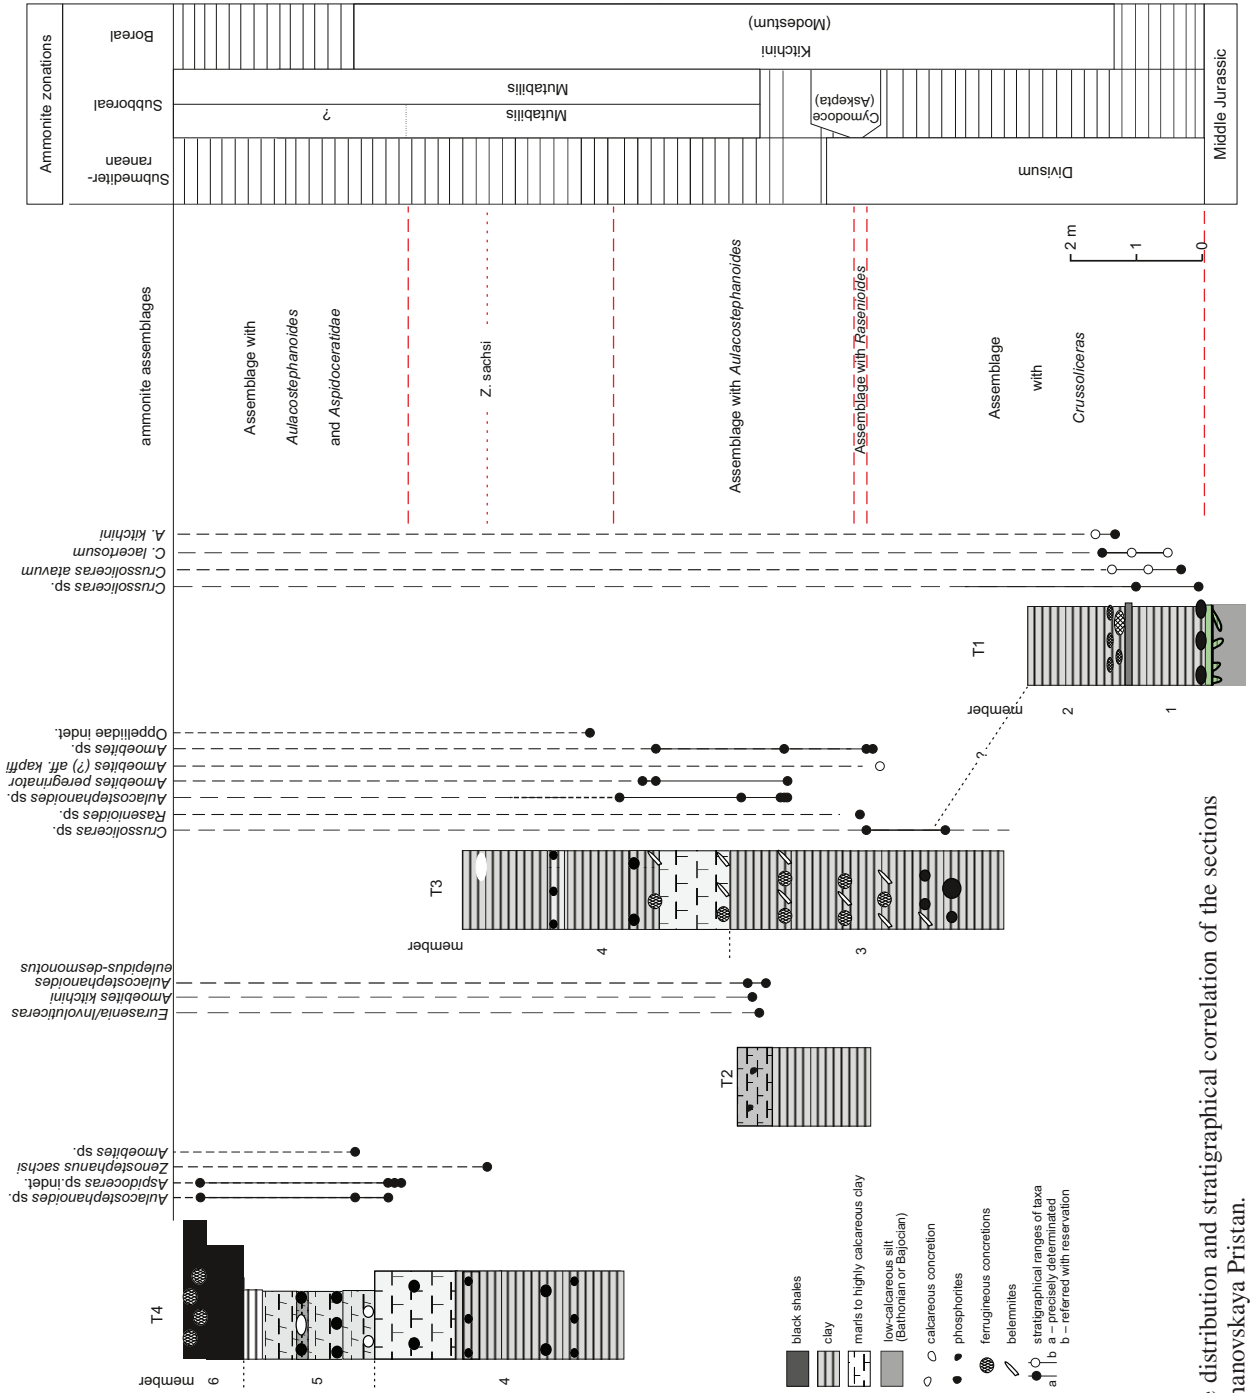 Ammonite zonations
Boreal
Subboreal
Submediter-
ranean
Kitchini
(Modestum)
Mutabilis
Mutabilis
?
Cymodoce
(Askepta)
Divisum
Middle Jurassic
ammonite assemblages
Assemblage with
Aulacostephanoides
and Aspidoceratidae
Z. sachsi
Assemblage with Aulacostephanoides
Assemblage with Rasenioides
Assemblage
with
Crussoliceras
2 m
1
0
A. kitchini
C. lacertosum
Crussoliceras atavum
Crussoliceras sp.
T1
member
2
1
?
Oppeliidae indet.
Amoebites sp.
Amoebites (?) aff. kapffi
Amoebites peregrinator
Aulacostephanoides sp.
Rasenioides sp.
Crussoliceras sp.
T3
member
4
3
Aulacostephanoides
eulepidus-desmonotus
Amoebites kitchini
Eurasenia/Involuticeras
T2
Amoebites sp.
Zenostephanus sachsi
Aspidoceras sp.indet.
Aulacostephanoides sp.
T4
member
6
5
4
black shales
clay
marls to highly calcareous clay
low-calcareous silt
(Bathonian or Bajocian)
calcareous concretion
phosphorites
ferrugineous concretions
belemnites
stratigraphical ranges of taxa
a – precisely determinated
b – referred with reservation
a
b
distribution and stratigraphical correlation of the sections
Pristan.